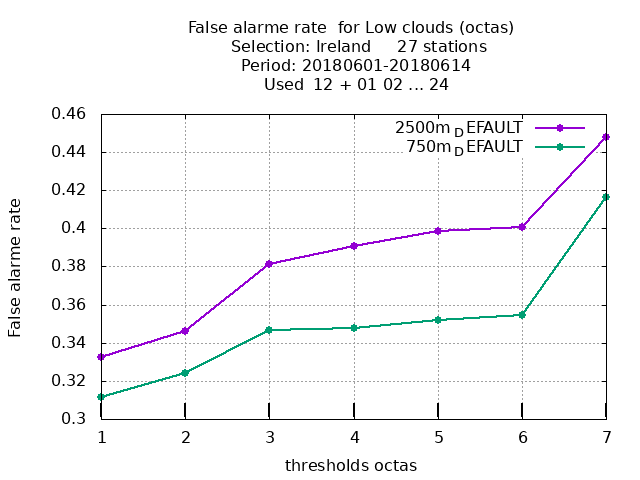 False alarme rate  for Low clouds (octas)
Selection: Ireland     27 stations
Period: 20180601-20180614
Used  12 + 01 02 ... 24
0.46
0.44
0.42
0.4
0.38
0.36
0.34
0.32
0.3
False alarme rate
2500m_DEFAULT
750m_DEFAULT
1 2 3 4 5 6 7
thresholds octas